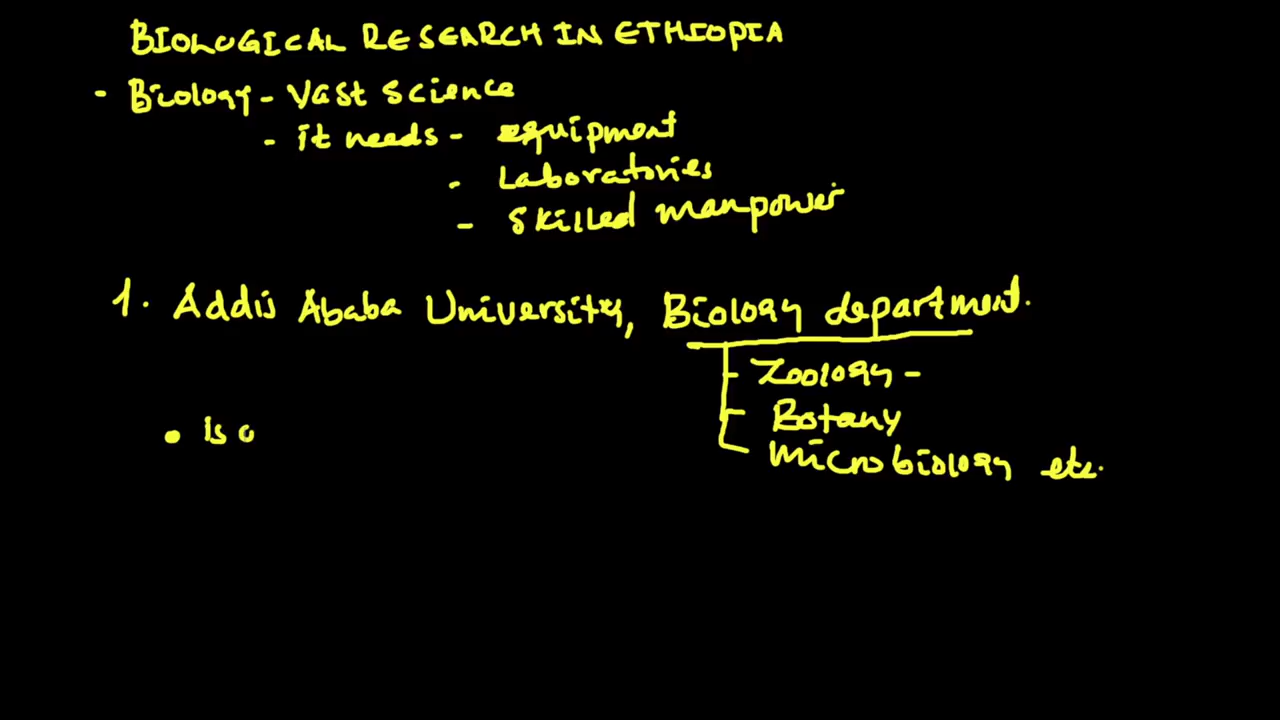 BIOLOGICAL RESEARCH IN ETHIOPIA
- Biology - Vast science
- it needs - equipment
- Laboratories
- Skilled manpower
1. Addis Ababa University, Biology department.
- Zoology -
- Botany
- Microbiology etc.
• is o